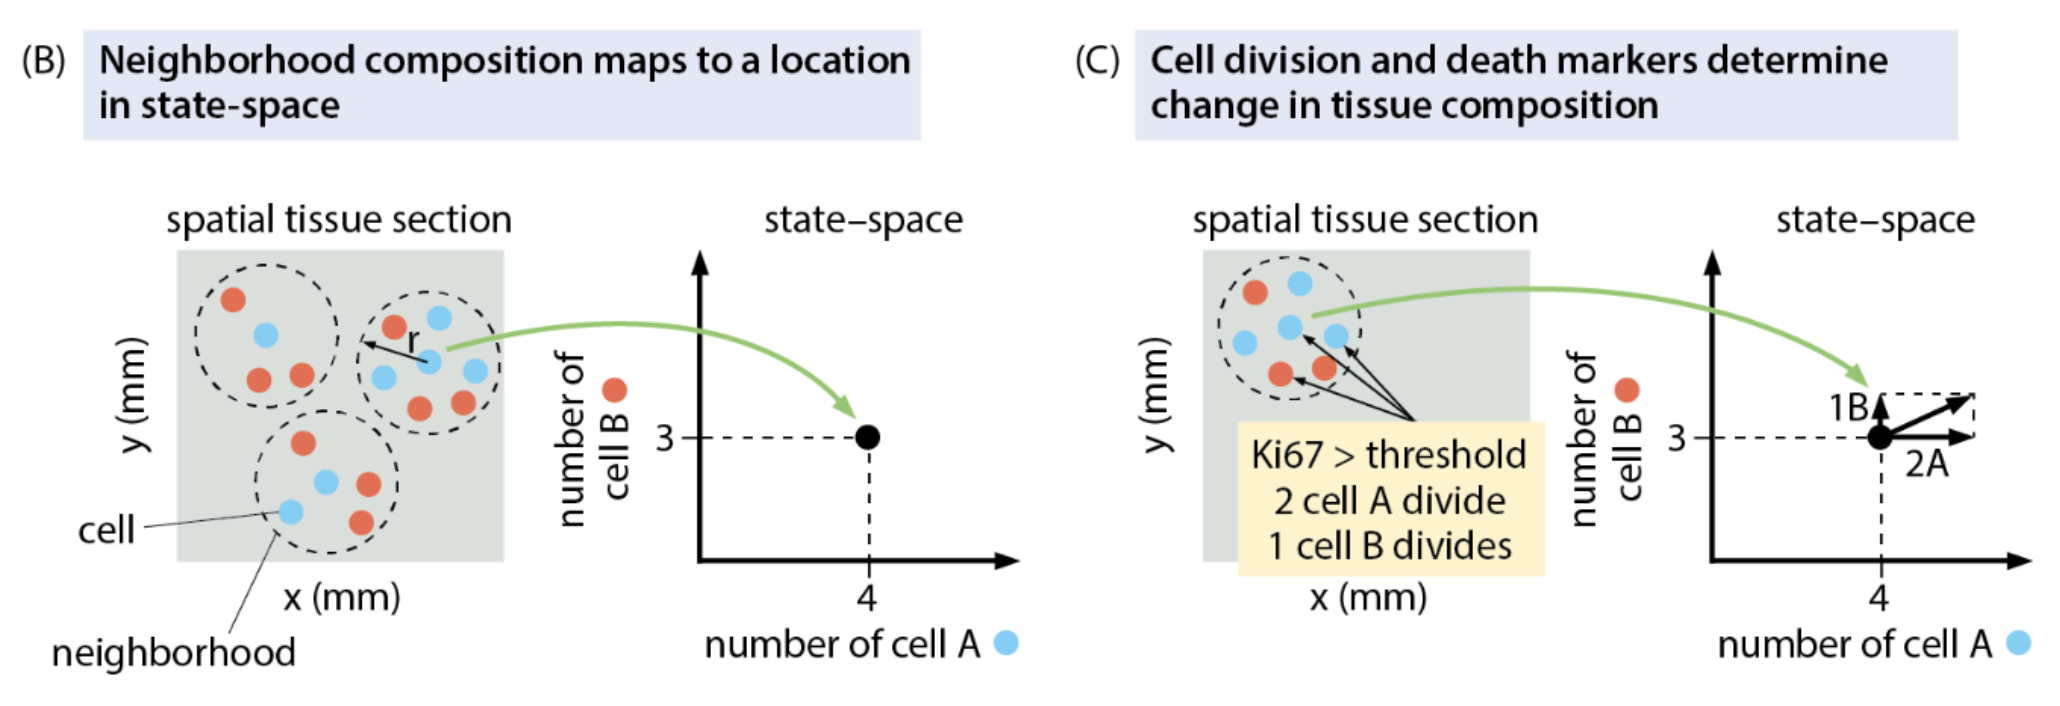 (B) Neighborhood composition maps to a location
in state-space
spatial tissue section
state–space
y (mm)
r
number of
cell B
3
cell
x (mm)
4
neighborhood
number of cell A
(C) Cell division and death markers determine
change in tissue composition
spatial tissue section
state–space
y (mm)
number of
cell B
1B
3
2A
Ki67 > threshold
2 cell A divide
1 cell B divides
x (mm)
4
number of cell A